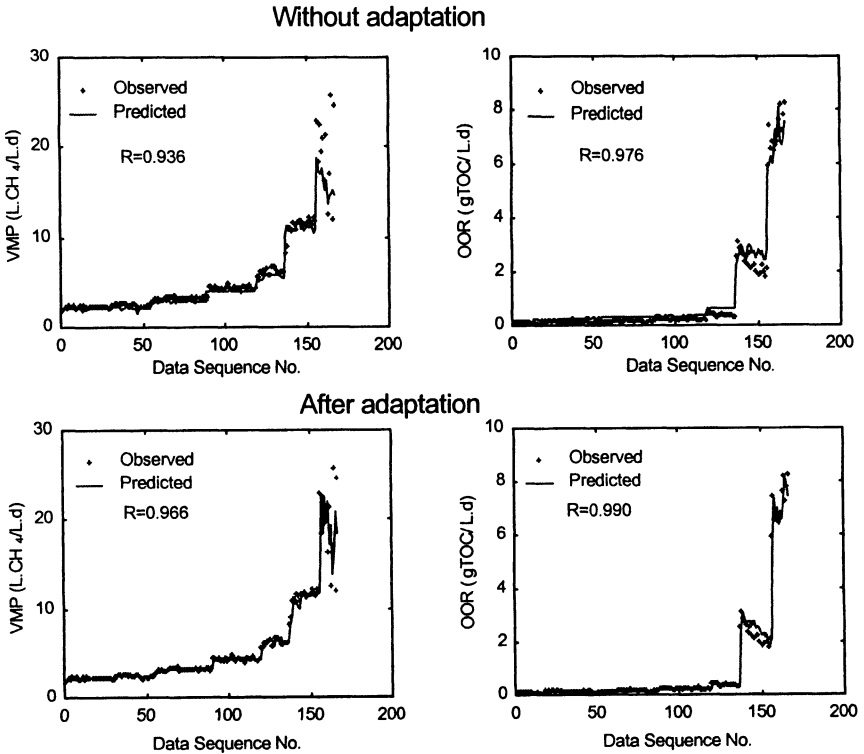 Without adaptation
30
20
10
0
VMP (L.CH 4/L.d)
Observed
Predicted
R=0.936
0 50 100 150 200
Data Sequence No.
10
8
6
4
2
0
OOR ( gTOC/ L.d)
Observed
Predicted
R=0.976
0 50 100 150 200
Data Sequence No.
After adaptation
30
20
10
0
VMP (L.CH 4/L.d)
Observed
Predicted
R=0.966
0 50 100 150 200
Data Sequence No.
10
8
6
4
2
0
OOR ( gTOC/ L.d)
Observed
Predicted
R=0.990
0 50 100 150 200
Data Sequence No.